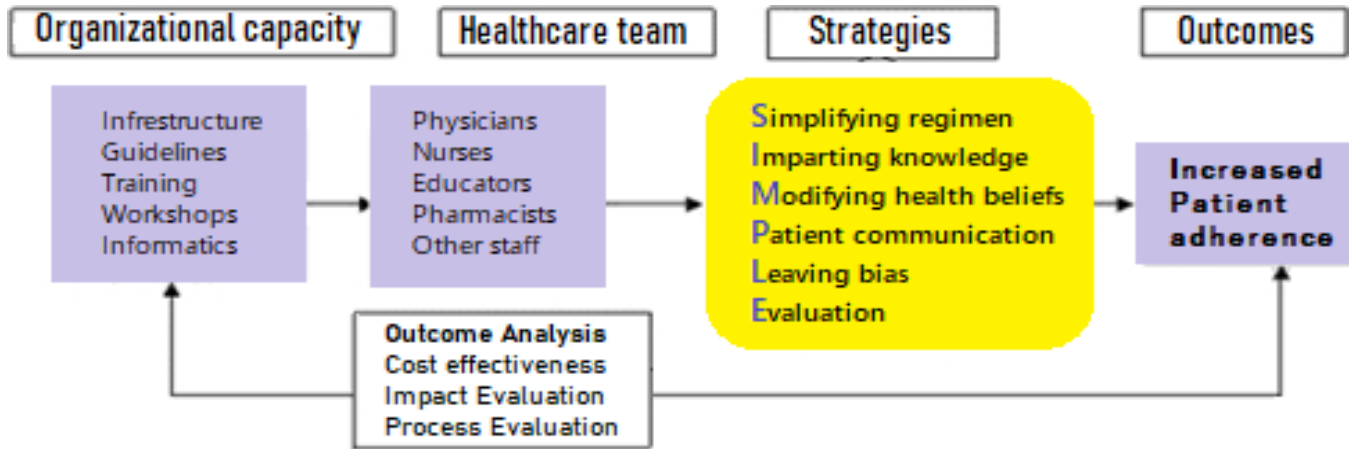 Organizational capacity
Healthcare team
Strategies
Outcomes
Infrestructure
Guidelines
Training
Workshops
Informatics
Physicians
Nurses
Educators
Pharmacists
Other staff
Simplifying regimen
Imparting knowledge
Modifying health beliefs
Patient communication
Leaving bias
Evaluation
Increased
Patient
adherence
Outcome Analysis
Cost effectiveness
Impact Evaluation
Process Evaluation